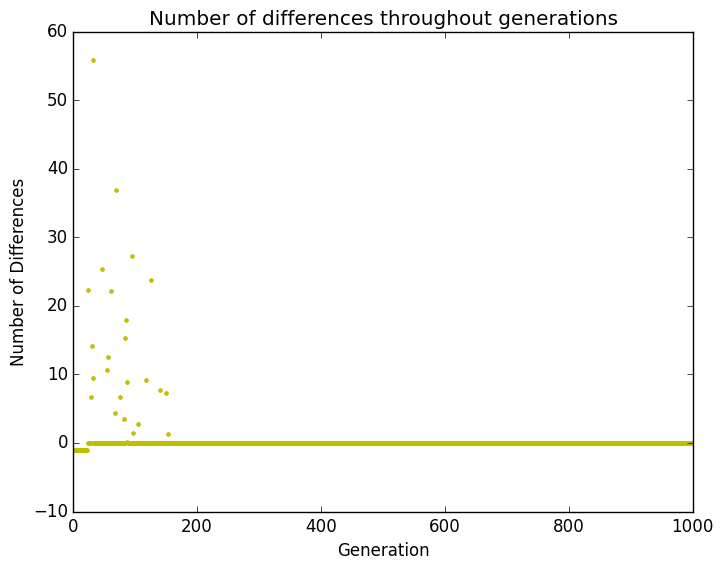 Number of differences throughout generations
60
50
40
30
20
10
0
−10
Number of Differences
0 200 400 600 800 1000
Generation